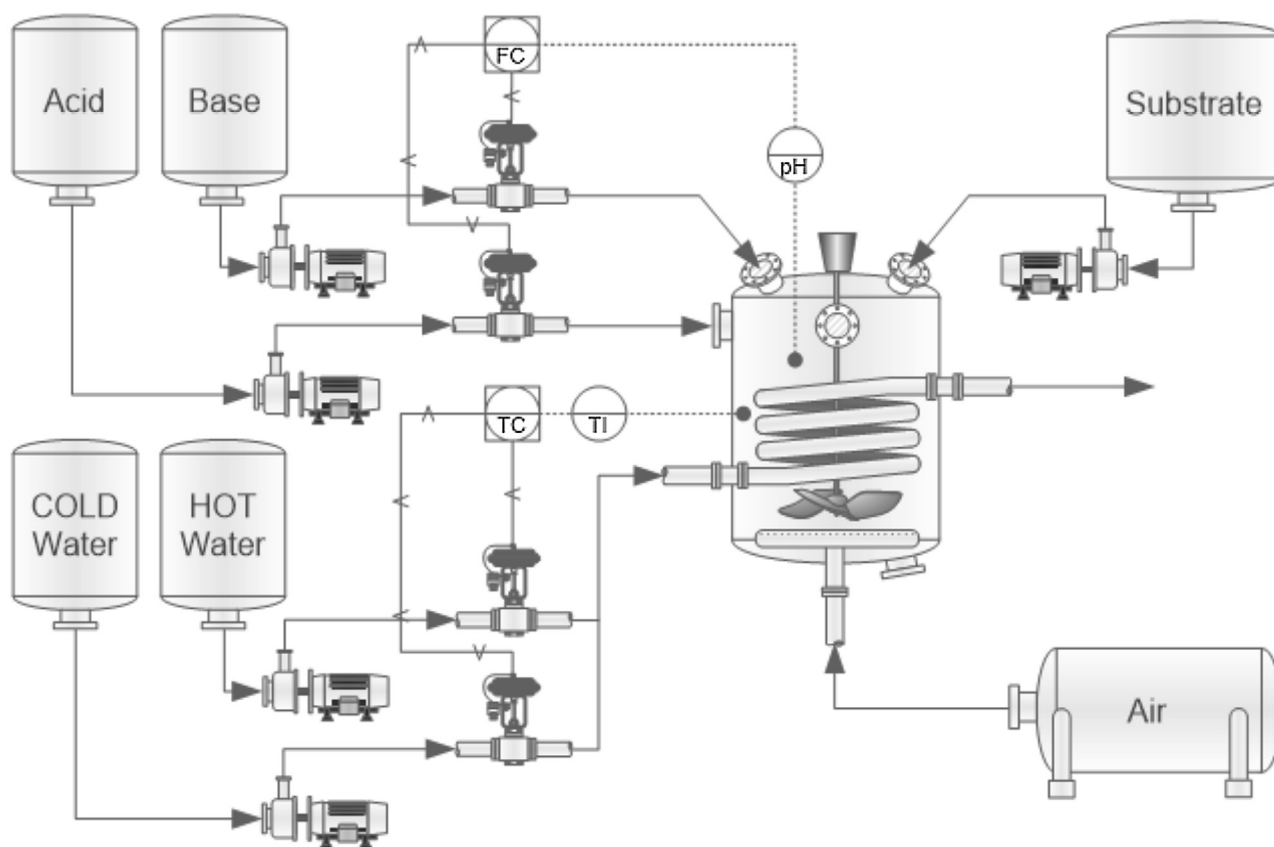 FC
Acid
Base
Substrate
pH
TC
TI
COLD
Water
HOT
Water
Air